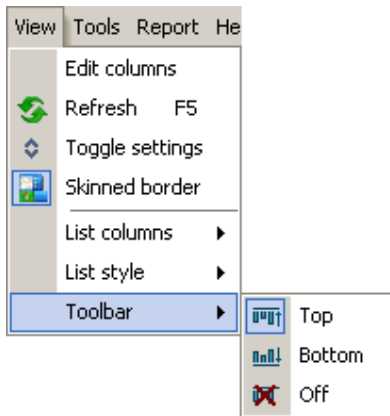 View Tools Report He
Edit columns
Refresh F5
Toggle settings
Skinned border
List columns
List style
Toolbar
Top
Bottom
Off